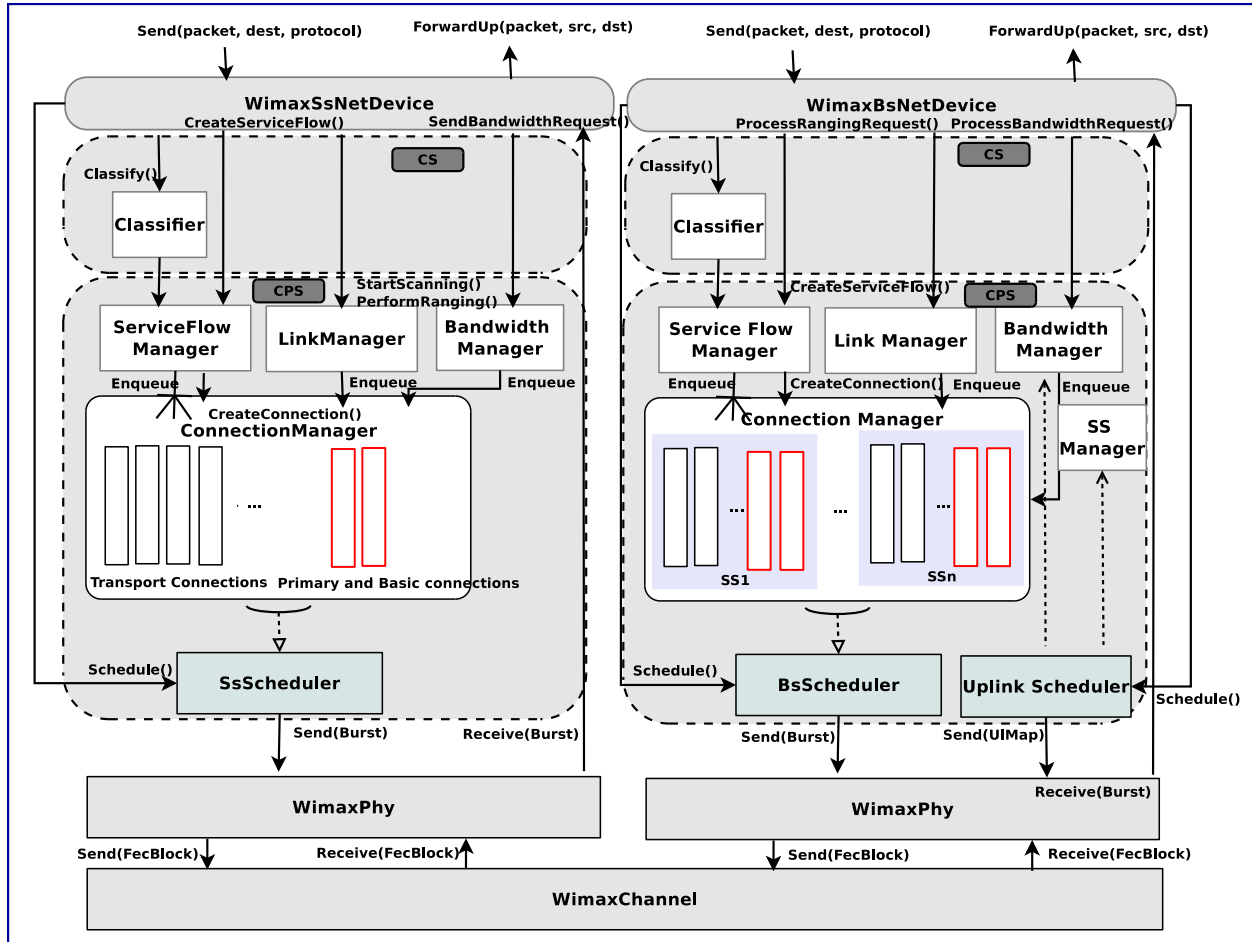 Send(packet, dest, protocol)
ForwardUp(packet, src, dst)
WimaxSsNetDevice
CreateServiceFlow()
SendBandwidthRequest()
CS
Classify()
Classifier
CPS
StartScanning()
PerformRanging()
ServiceFlow
Manager
LinkManager
Bandwidth
Manager
Enqueue
Enqueue
Enqueue
CreateConnection()
ConnectionManager
...
Transport Connections
Primary and Basic connections
Schedule()
SsScheduler
Send(Burst)
Receive(Burst)
WimaxPhy
Send(FecBlock)
Receive(FecBlock)
Send(packet, dest, protocol)
ForwardUp(packet, src, dst)
WimaxBsNetDevice
ProcessRangingRequest()
ProcessBandwidthRequest()
CS
Classify()
Classifier
CreateServiceFlow()
CPS
Service Flow
Manager
Link Manager
Bandwidth
Manager
Enqueue
CreateConnection()
Enqueue
Enqueue
Connection Manager
SS
Manager
...
...
...
SS1
SSn
Schedule()
BsScheduler
Uplink Scheduler
Schedule()
Send(Burst)
Send(UlMap)
Receive(Burst)
WimaxPhy
Send(FecBlock)
Receive(FecBlock)
WimaxChannel